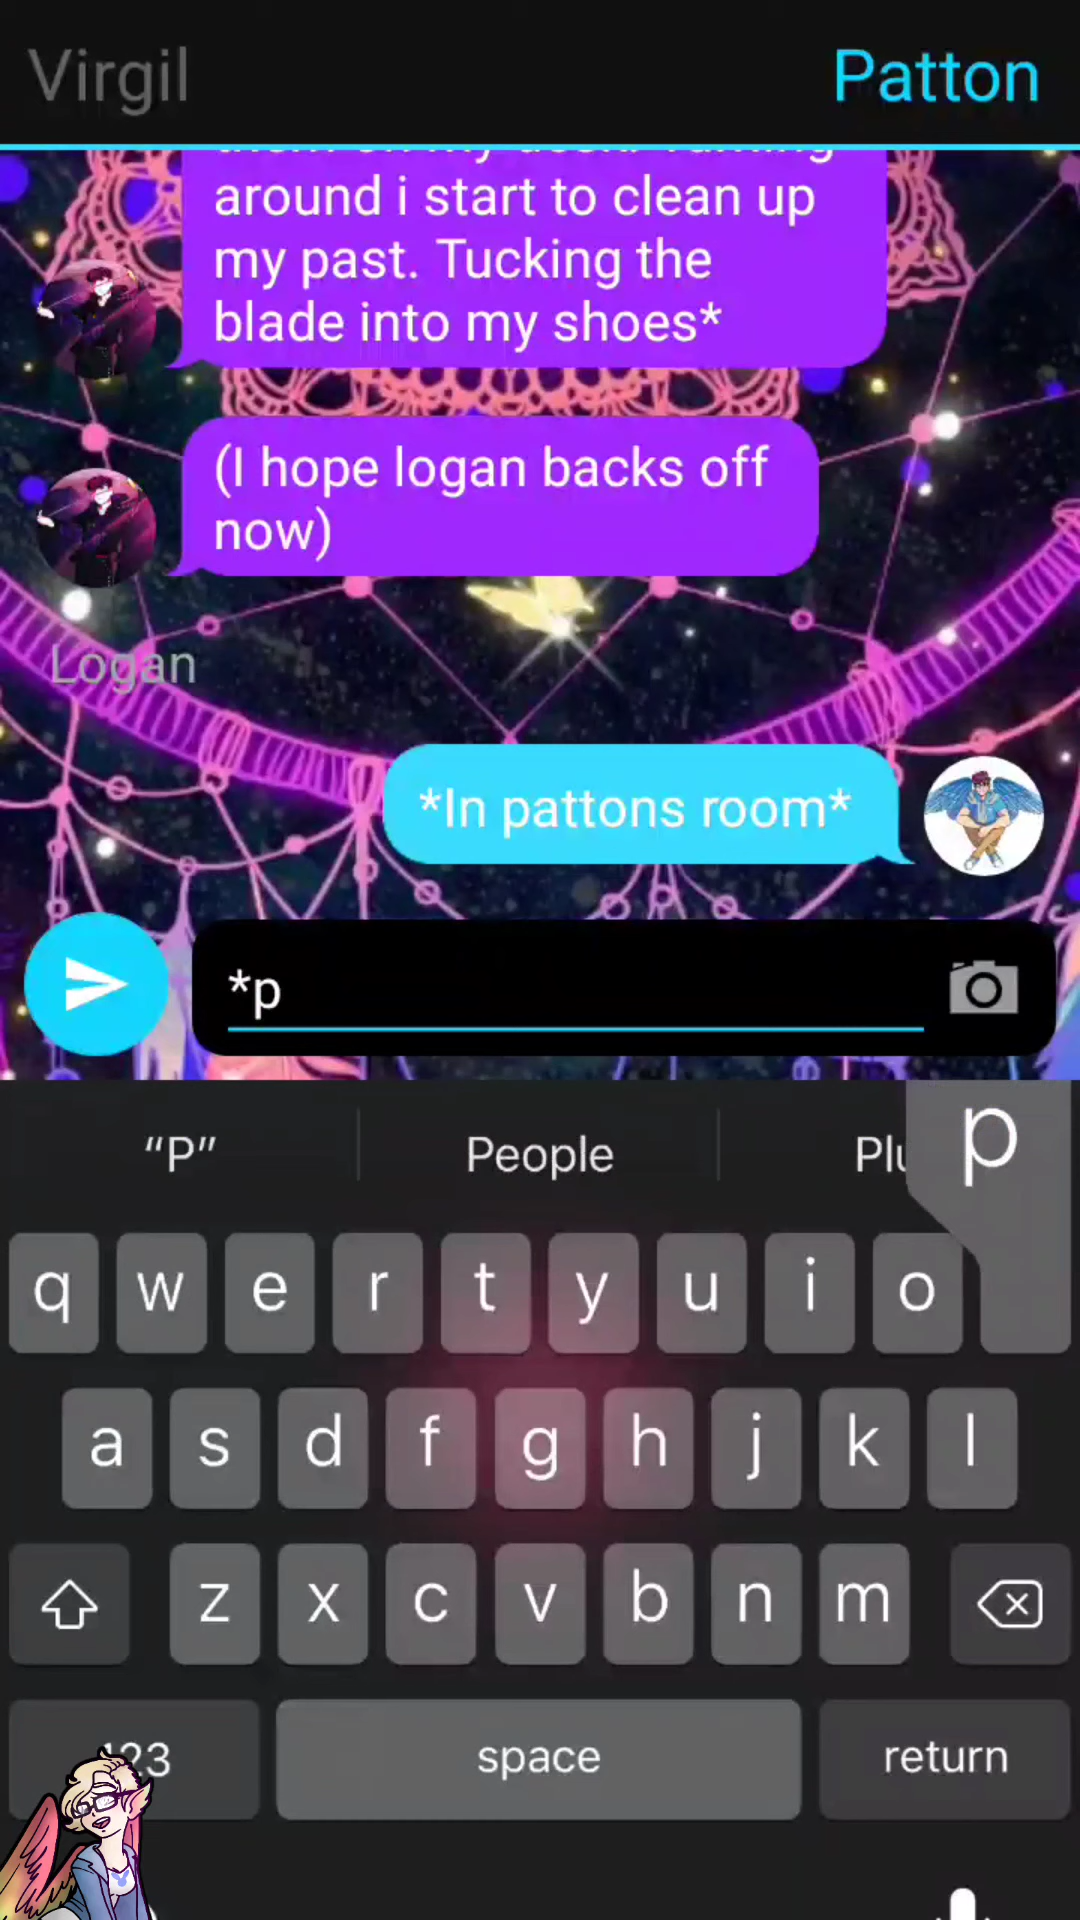 Virgil
Patton
around i start to clean up
my past. Tucking the
blade into my shoes*
(I hope logan backs off
now)
Logan
*In pattons room*
*p
“P”
People
p
q w e r t y u i o
a s d f g h j k l
z x c v b n m
space
return